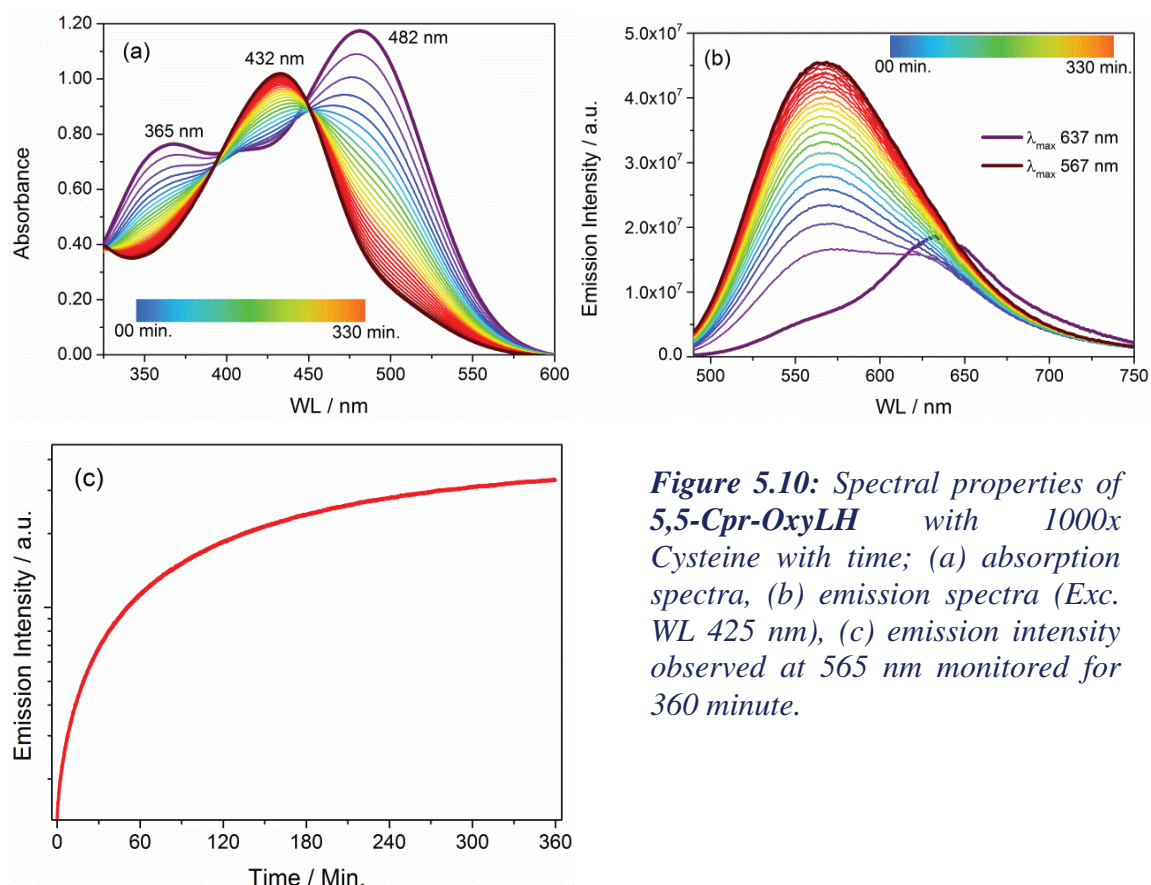 (a)
482 nm
432 nm
365 nm
1.20
1.00
0.80
0.60
0.40
0.20
0.00
Absorbance
00 min.
330 min.
350
400
450
500
550
600
WL / nm
(b)
00 min.
330 min.
λmax 637 nm
λmax 567 nm
5.0x10⁷
4.0x10⁷
3.0x10⁷
2.0x10⁷
1.0x10⁷
0.0
Emission Intensity / a.u.
500
550
600
650
700
750
WL / nm
(c)
Emission Intensity / a.u.
0
60
120
180
240
300
360
Time / Min.
Figure 5.10: Spectral properties of
5,5-Cpr-OxyLH with 1000x
Cysteine with time; (a) absorption
spectra, (b) emission spectra (Exc.
WL 425 nm), (c) emission intensity
observed at 565 nm monitored for
360 minute.